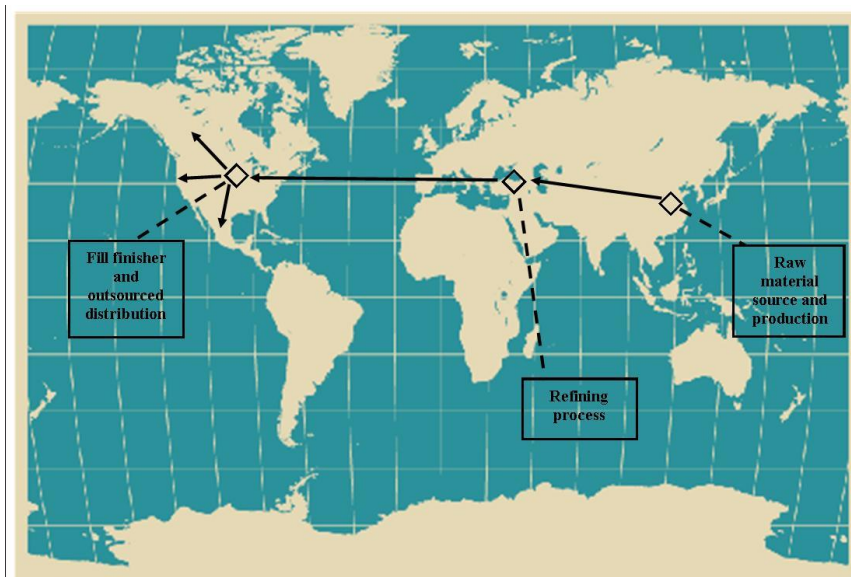 Fill finisher
and
outsourced
distribution
Raw
material
source and
production
Refining
process